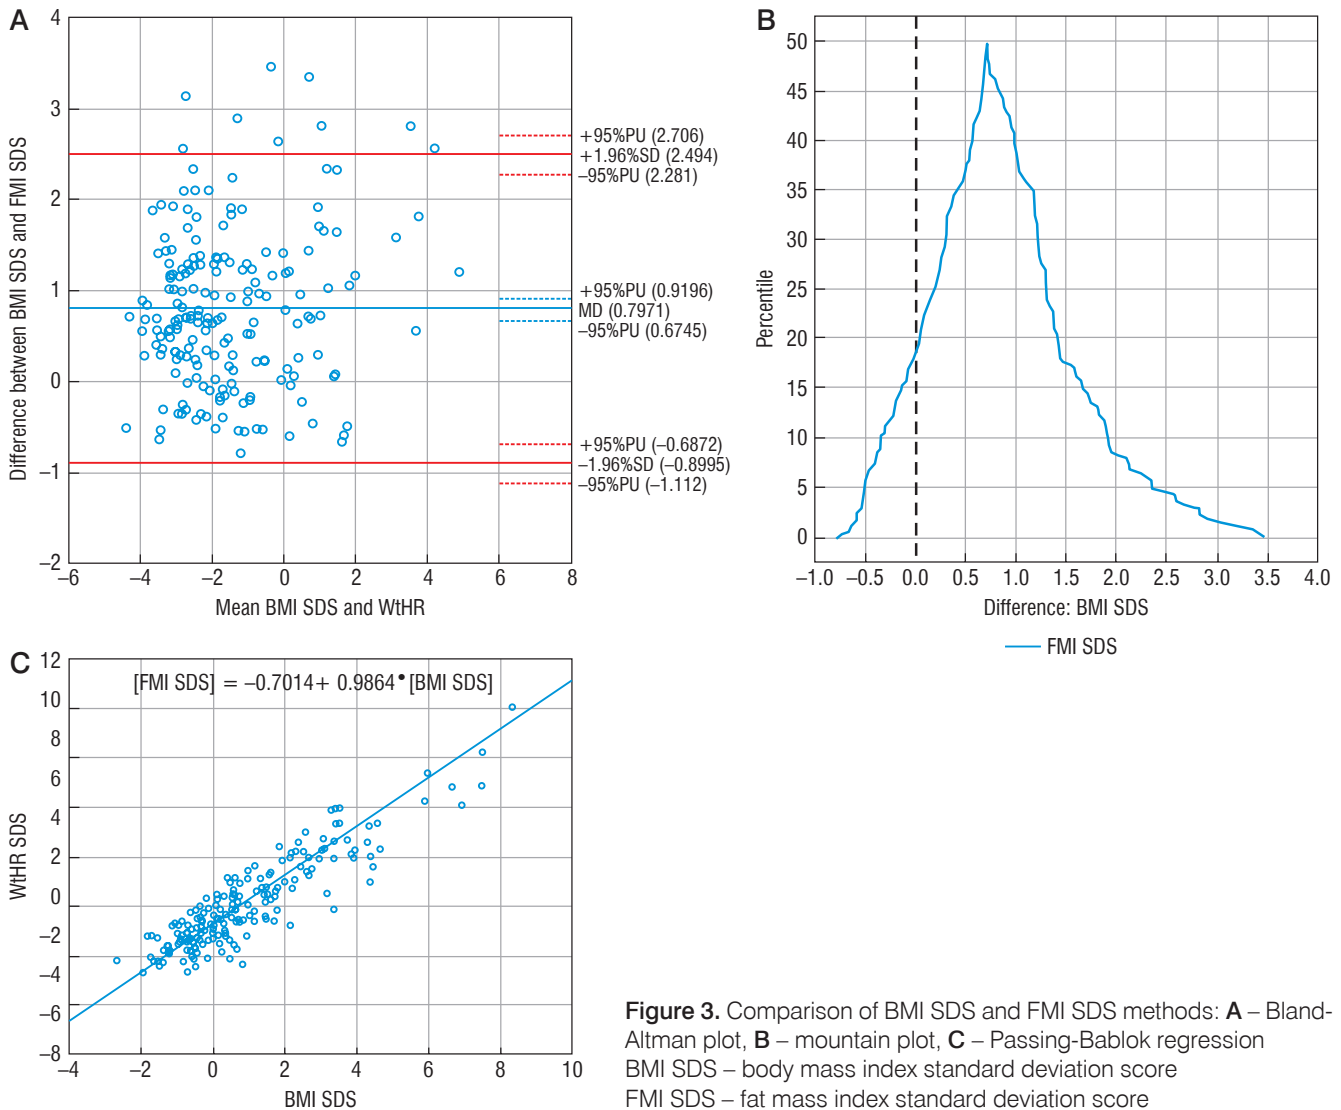 A
4
3
2
1
0
−1
−2
Difference between BMI SDS and FMI SDS
−6 −4 −2 0 2 4 6 8
Mean BMI SDS and WtHR
+95%PU (2.706)
+1.96%SD (2.494)
−95%PU (2.281)
+95%PU (0.9196)
MD (0.7971)
−95%PU (0.6745)
+95%PU (−0.6872)
−1.96%SD (−0.8995)
−95%PU (−1.112)
B
50
45
40
35
30
25
20
15
10
5
0
Percentile
−1.0 −0.5 0.0 0.5 1.0 1.5 2.0 2.5 3.0 3.5 4.0
Difference: BMI SDS
FMI SDS
C
12
10
8
6
4
2
0
−2
−4
−6
−8
WtHR SDS
[FMI SDS] = −0.7014+ 0.9864•[BMI SDS]
−4 −2 0 2 4 6 8 10
BMI SDS
Figure 3. Comparison of BMI SDS and FMI SDS methods: A – Bland-
Altman plot, B – mountain plot, C – Passing-Bablok regression
BMI SDS – body mass index standard deviation score
FMI SDS – fat mass index standard deviation score